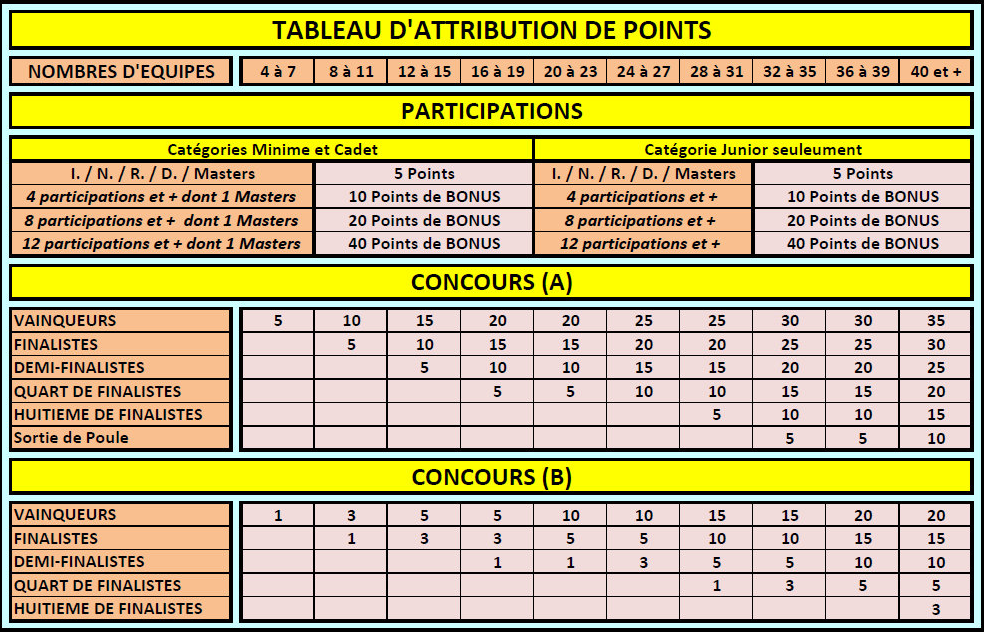 TABLEAU D'ATTRIBUTION DE POINTS
NOMBRES D'EQUIPES 4 à 7 8 à 11 12 à 15 16 à 19 20 à 23 24 à 27 28 à 31 32 à 35 36 à 39 40 et +
PARTICIPATIONS
Catégories Minime et Cadet Catégorie Junior seuleument
I. / N. / R. / D. / Masters 5 Points I. / N. / R. / D. / Masters 5 Points
4 participations et + dont 1 Masters 10 Points de BONUS 4 participations et + 10 Points de BONUS
8 participations et + dont 1 Masters 20 Points de BONUS 8 participations et + 20 Points de BONUS
12 participations et + dont 1 Masters 40 Points de BONUS 12 participations et + 40 Points de BONUS
CONCOURS (A)
VAINQUEURS 5 10 15 20 20 25 25 30 30 35
FINALISTES 5 10 15 15 20 20 25 25 30
DEMI-FINALISTES 5 10 10 15 15 20 20 25
QUART DE FINALISTES 5 5 10 10 15 15 20
HUITIEME DE FINALISTES 5 10 10 15
Sortie de Poule 5 5 10
CONCOURS (B)
VAINQUEURS 1 3 5 5 10 10 15 15 20 20
FINALISTES 1 3 3 5 5 10 10 15 15
DEMI-FINALISTES 1 1 3 5 5 10 10
QUART DE FINALISTES 1 3 5 5
HUITIEME DE FINALISTES 3